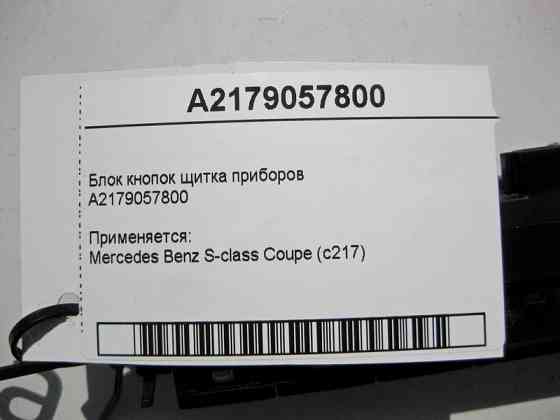 A2179057800
Блок кнопок щитка приборов
A2179057800
Применяется:
Mercedes Benz S-class Coupe (c217)